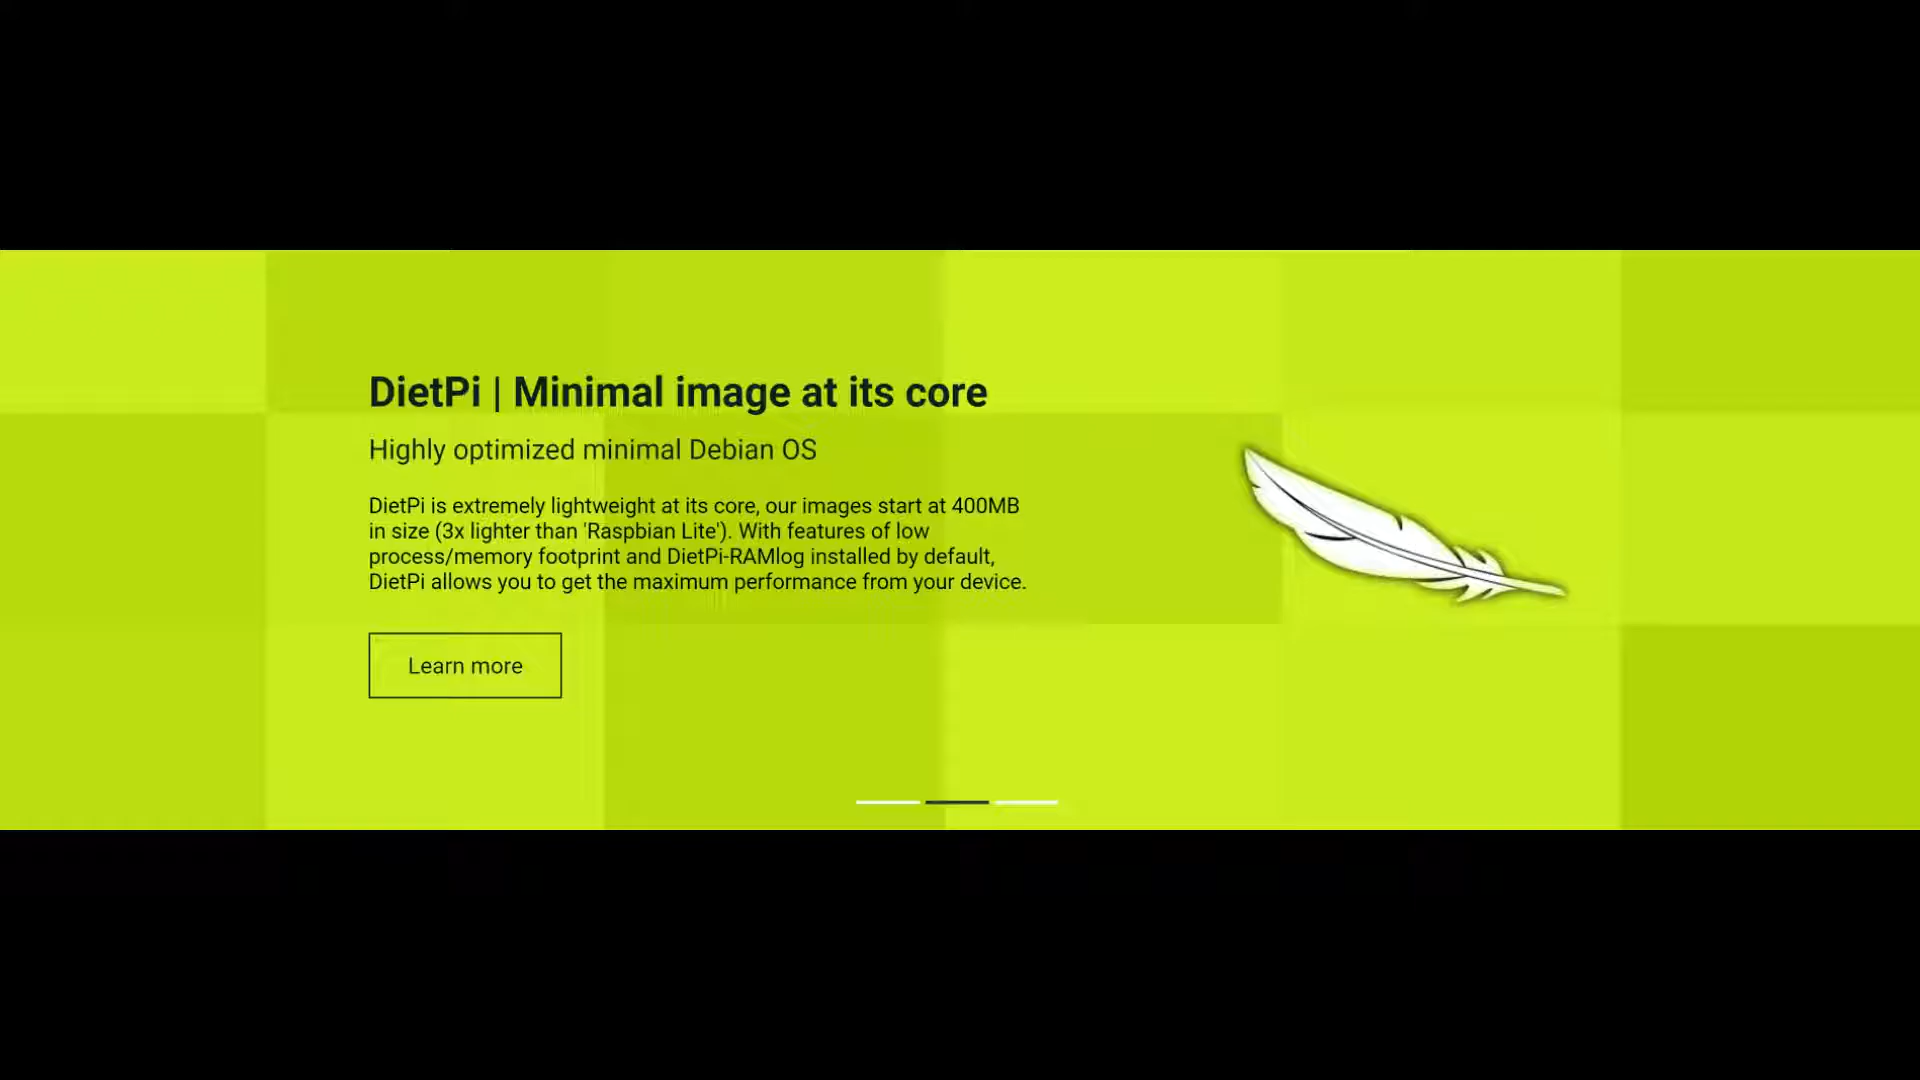 DietPi | Minimal image at its core
Highly optimized minimal Debian OS
DietPi is extremely lightweight at its core, our images start at 400MB
in size (3x lighter than 'Raspbian Lite'). With features of low
process/memory footprint and DietPi-RAMlog installed by default,
DietPi allows you to get the maximum performance from your device.
Learn more